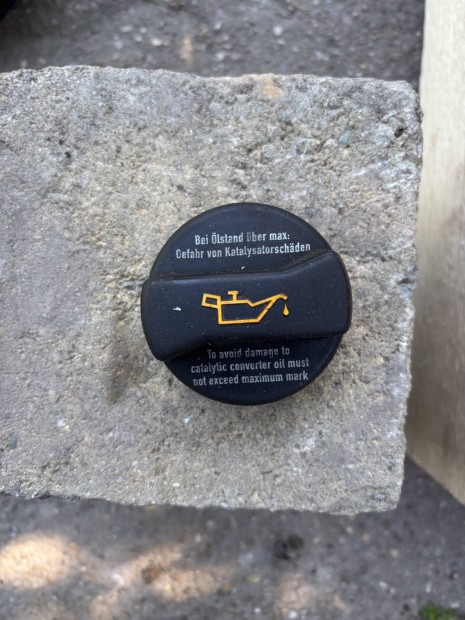 Bei Ölstand über max:
Gefahr von Katalysatorschäden
To avoid damage to
catalytic converter oil must
not exceed maximum mark